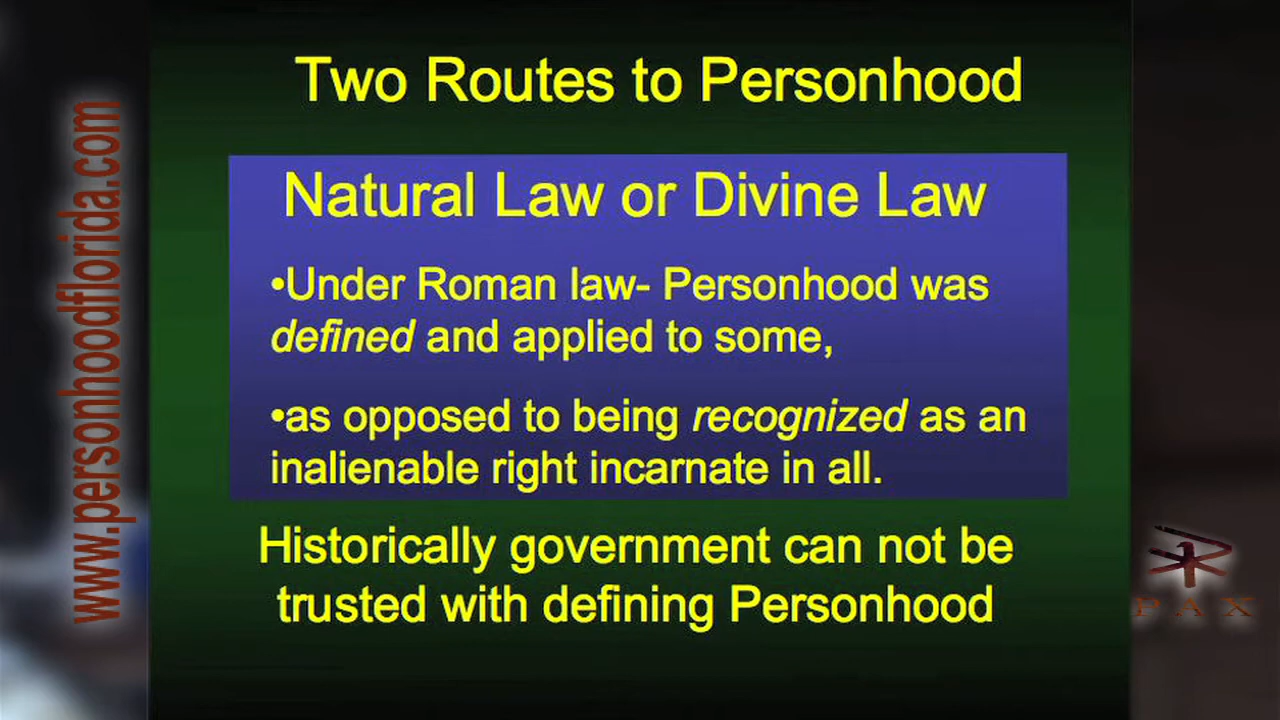 Two Routes to Personhood
Natural Law or Divine Law
•Under Roman law- Personhood was
defined and applied to some,
•as opposed to being recognized as an
inalienable right incarnate in all.
Historically government can not be
trusted with defining Personhood
www.personhoodflorida.com
PAX